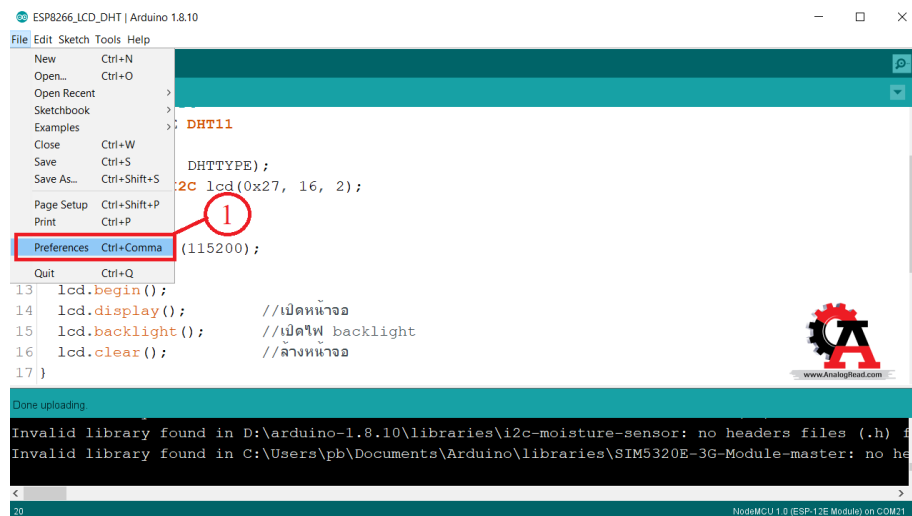 ESP8266_LCD_DHT | Arduino 1.8.10
File Edit Sketch Tools Help
New Ctrl+N
Open... Ctrl+O
Open Recent
Sketchbook
Examples
Close Ctrl+W
Save Ctrl+S
Save As... Ctrl+Shift+S
Page Setup Ctrl+Shift+P
Print Ctrl+P
Preferences Ctrl+Comma
Quit Ctrl+Q
1
DHT11
DHTTYPE);
2C lcd(0x27, 16, 2);
(115200);
13 lcd.begin();
14 lcd.display(); //เปิดหน้าจอ
15 lcd.backlight(); //เปิดไฟ backlight
16 lcd.clear(); //ล้างหน้าจอ
17 }
www.AnalogRead.com
Done uploading.
Invalid library found in D:\arduino-1.8.10\libraries\i2c-moisture-sensor: no headers files (.h) f
Invalid library found in C:\Users\pb\Documents\Arduino\libraries\SIM5320E-3G-Module-master: no he
20 NodeMCU 1.0 (ESP-12E Module) on COM21